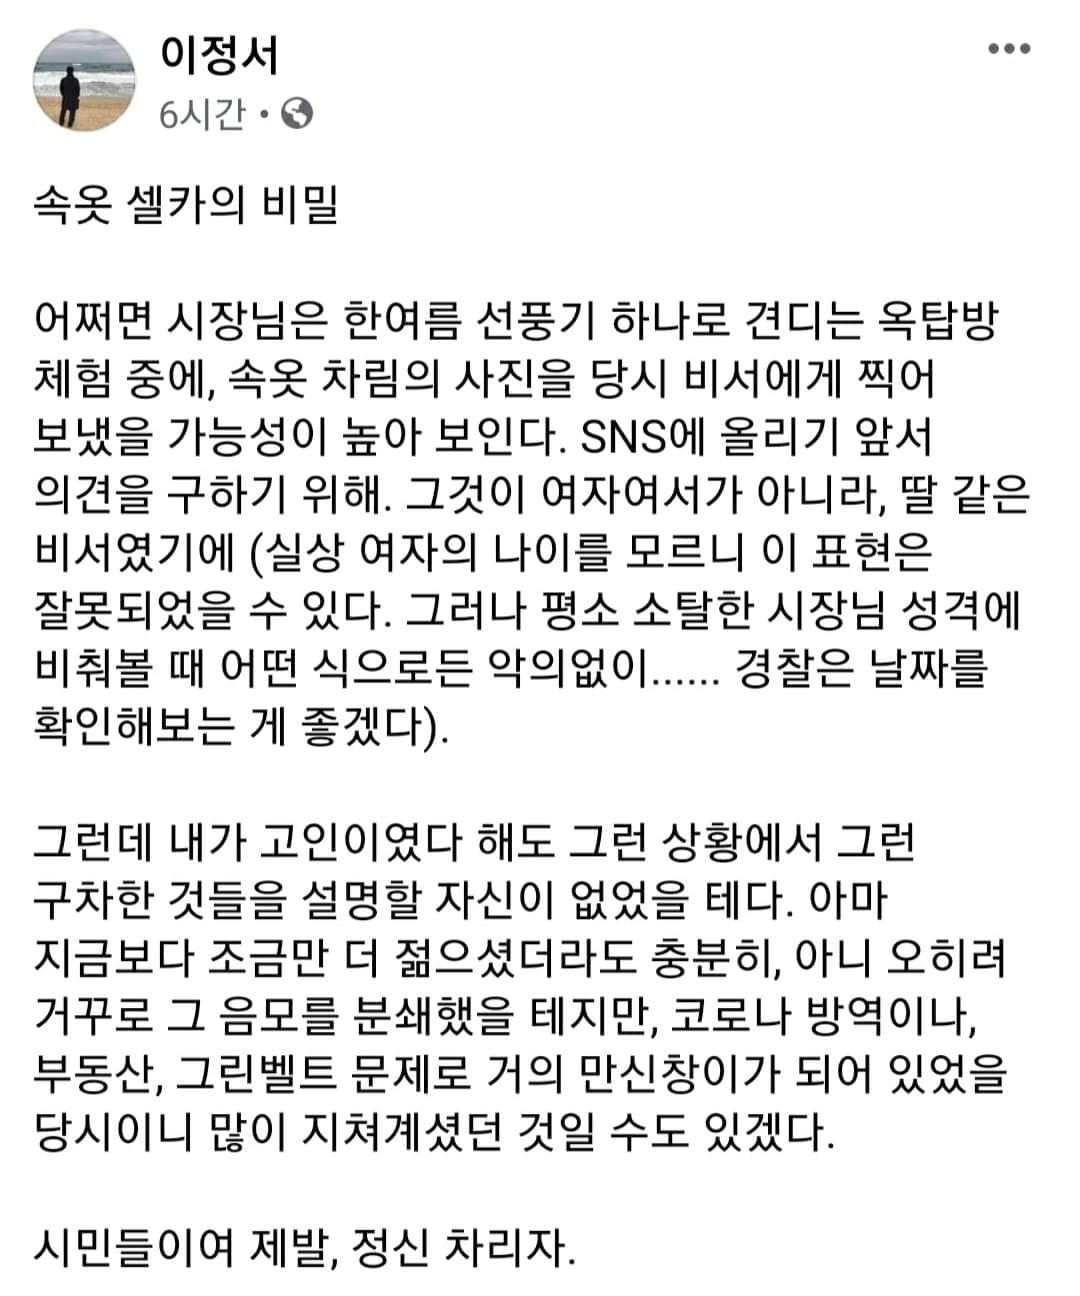 이정서
6시간 •
속옷 셀카의 비밀
어쩌면 시장님은 한여름 선풍기 하나로 견디는 옥탑방
체험 중에, 속옷 차림의 사진을 당시 비서에게 찍어
보냈을 가능성이 높아 보인다. SNS에 올리기 앞서
의견을 구하기 위해. 그것이 여자여서가 아니라, 딸 같은
비서였기에 (실상 여자의 나이를 모르니 이 표현은
잘못되었을 수 있다. 그러나 평소 소탈한 시장님 성격에
비춰볼 때 어떤 식으로든 악의없이...... 경찰은 날짜를
확인해보는 게 좋겠다).
그런데 내가 고인이였다 해도 그런 상황에서 그런
구차한 것들을 설명할 자신이 없었을 테다. 아마
지금보다 조금만 더 젊으셨더라도 충분히, 아니 오히려
거꾸로 그 음모를 분쇄했을 테지만, 코로나 방역이나,
부동산, 그린벨트 문제로 거의 만신창이가 되어 있었을
당시이니 많이 지쳐계셨던 것일 수도 있겠다.
시민들이여 제발, 정신 차리자.